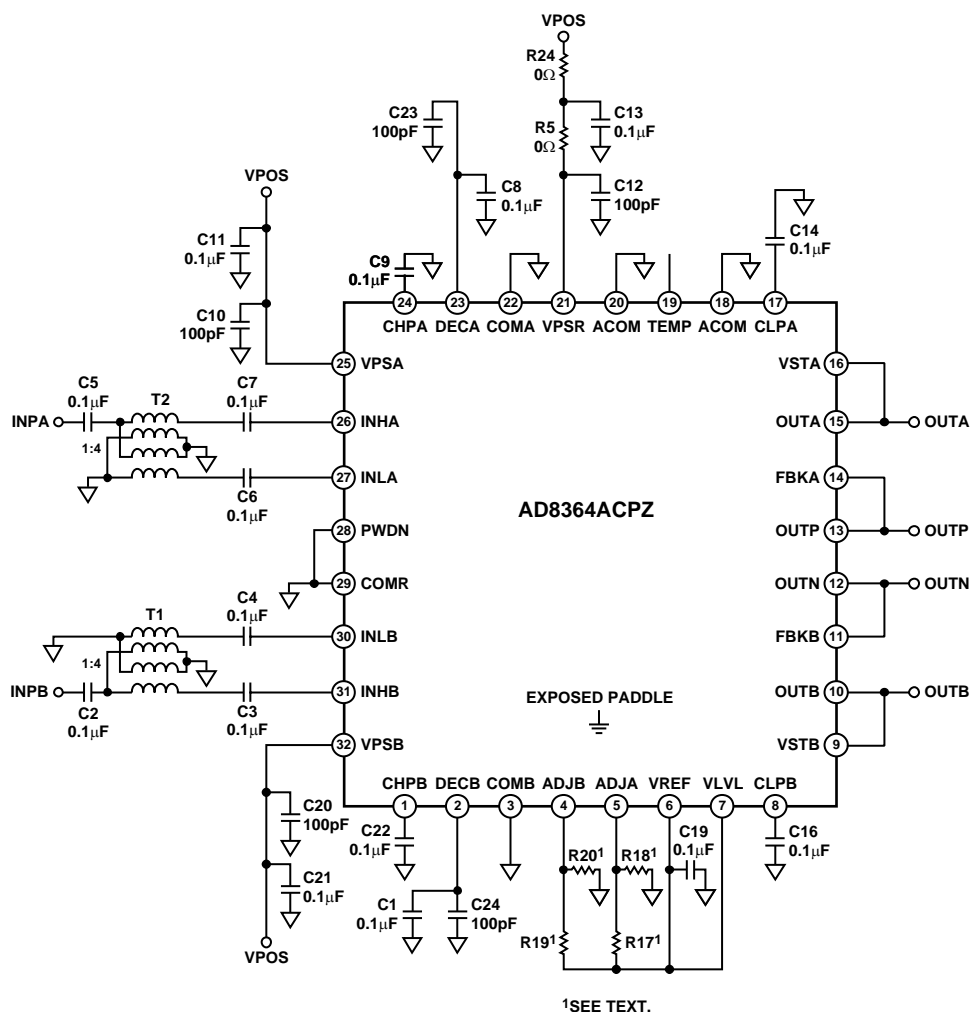 VPOS
R24
0Ω
C23
100pF
C13
0.1µF
R5
0Ω
VPOS
C8
0.1µF
C12
100pF
C11
0.1µF
C14
0.1µF
C9
0.1µF
C10
100pF
24 23 22 21 20 19 18 17
CHPA DECA COMA VPSR ACOM TEMP ACOM CLPA
25 VPSA
VSTA 16
C5
0.1µF
T2
C7
0.1µF
INPA
26 INHA
OUTA 15 OUTA
1:4
27 INLA
FBKA 14
C6
0.1µF
AD8364ACPZ
28 PWDN
OUTP 13 OUTP
29 COMR
OUTN 12 OUTN
T1
C4
0.1µF
30 INLB
FBKB 11
1:4
INPB
31 INHB
OUTB 10 OUTB
C2
0.1µF
C3
0.1µF
EXPOSED PADDLE
32 VPSB
VSTB 9
CHPB DECB COMB ADJB ADJA VREF VLVL CLPB
1 2 3 4 5 6 7 8
C20
100pF
C22
0.1µF
C19
0.1µF
C16
0.1µF
R20¹
R18¹
C21
0.1µF
C1
0.1µF
C24
100pF
R19¹
R17¹
VPOS
¹SEE TEXT.